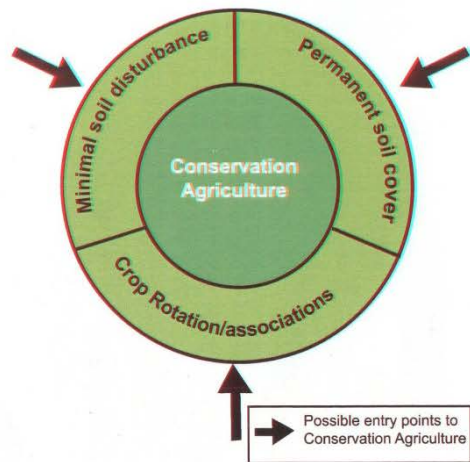 Minimal soil disturbance
Permanent soil cover
Conservation
Agriculture
Crop Rotation/associations
Possible entry points to
Conservation Agriculture